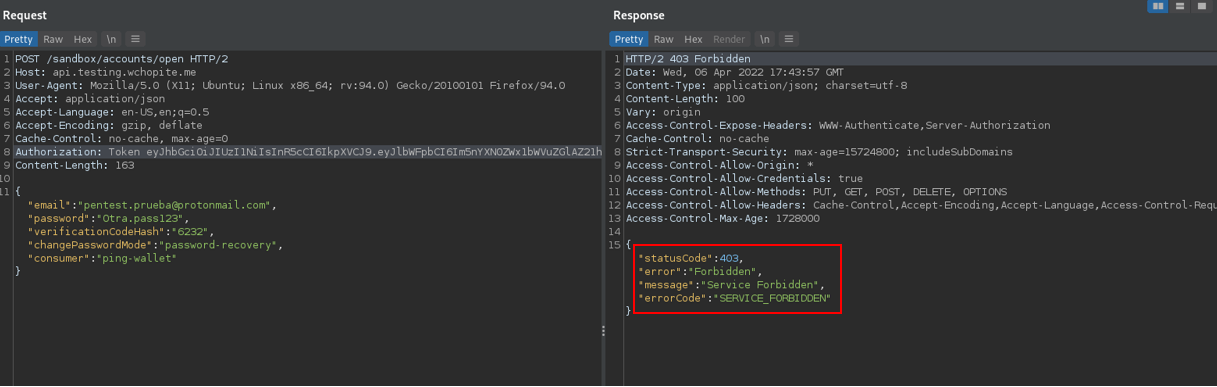 Request
Pretty Raw Hex \n
1 POST /sandbox/accounts/open HTTP/2
2 Host: api.testing.wchopite.me
3 User-Agent: Mozilla/5.0 (X11; Ubuntu; Linux x86_64; rv:94.0) Gecko/20100101 Firefox/94.0
4 Accept: application/json
5 Accept-Language: en-US,en;q=0.5
6 Accept-Encoding: gzip, deflate
7 Cache-Control: no-cache, max-age=0
8 Authorization: Token eyJhbGciOiJIUzI1NiIsInR5cCI6IkpXVCJ9.eyJlbWFpbCI6Im5nYXN0ZWx1bWVuZGlAZ21h
9 Content-Length: 163
10
11 {
"email":"pentest.prueba@protonmail.com",
"password":"Otra.pass123",
"verificationCodeHash":"6232",
"changePasswordMode":"password-recovery",
"consumer":"ping-wallet"
}
Response
Pretty Raw Hex Render \n
1 HTTP/2 403 Forbidden
2 Date: Wed, 06 Apr 2022 17:43:57 GMT
3 Content-Type: application/json; charset=utf-8
4 Content-Length: 100
5 Vary: origin
6 Access-Control-Expose-Headers: WWW-Authenticate,Server-Authorization
7 Cache-Control: no-cache
8 Strict-Transport-Security: max-age=15724800; includeSubDomains
9 Access-Control-Allow-Origin: *
10 Access-Control-Allow-Credentials: true
11 Access-Control-Allow-Methods: PUT, GET, POST, DELETE, OPTIONS
12 Access-Control-Allow-Headers: Cache-Control,Accept-Encoding,Accept-Language,Access-Control-Requ
13 Access-Control-Max-Age: 1728000
14
15 {
"statusCode":403,
"error":"Forbidden",
"message":"Service Forbidden",
"errorCode":"SERVICE_FORBIDDEN"
}